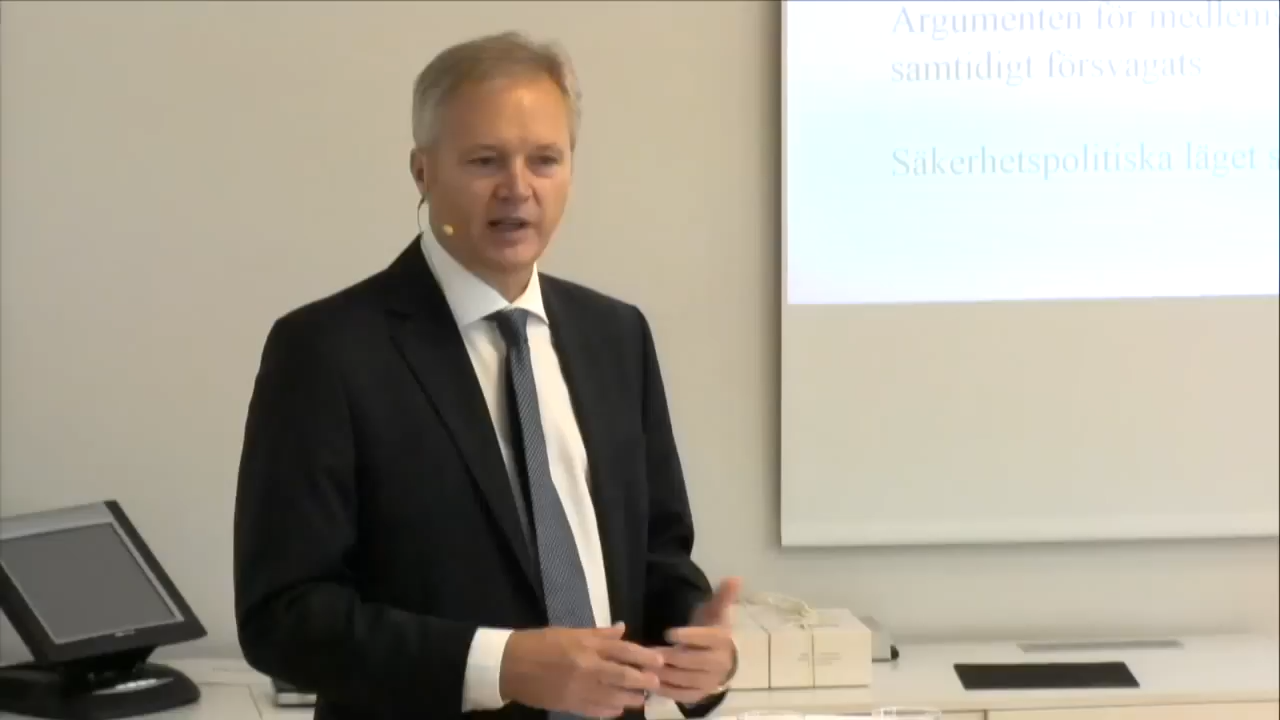 Argumenten för medlem
samtidigt försvagats
Säkerhetspolitiska läget s